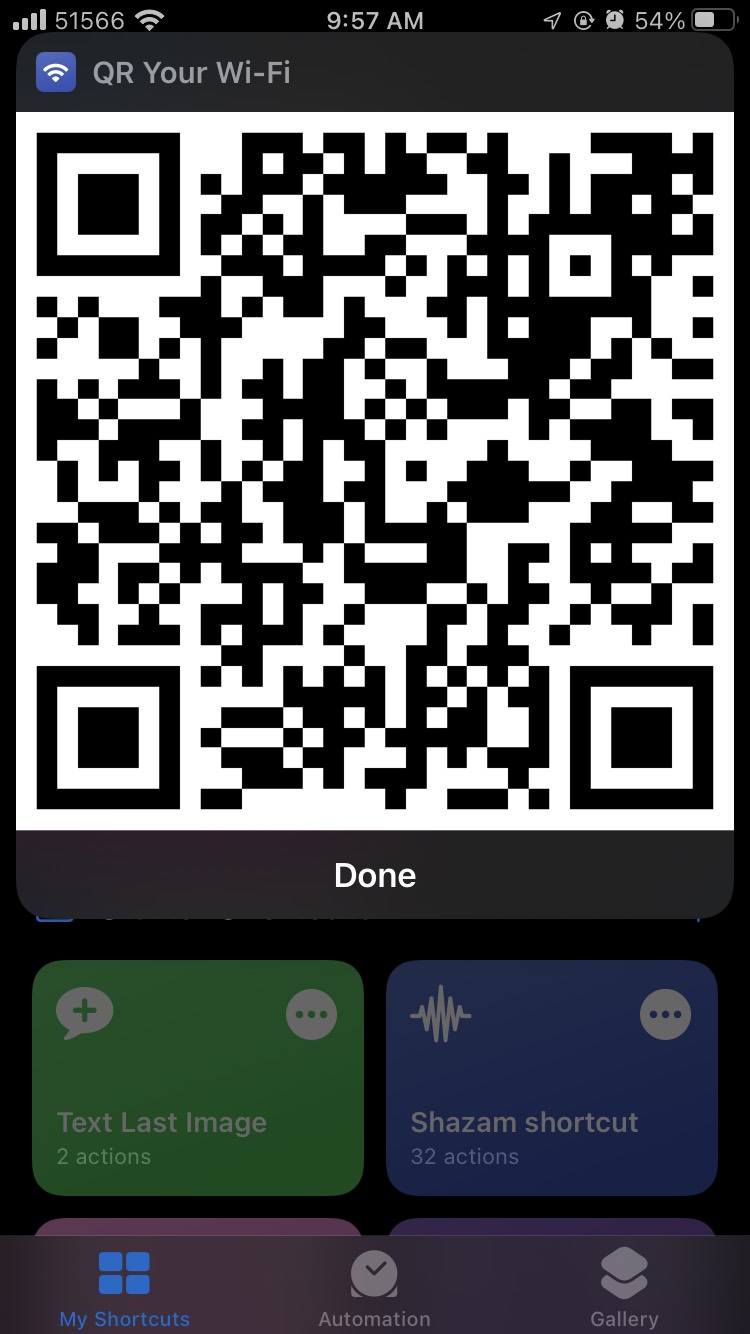 51566
9:57 AM
54%
QR Your Wi-Fi
Done
Text Last Image
2 actions
Shazam shortcut
32 actions
My Shortcuts
Automation
Gallery